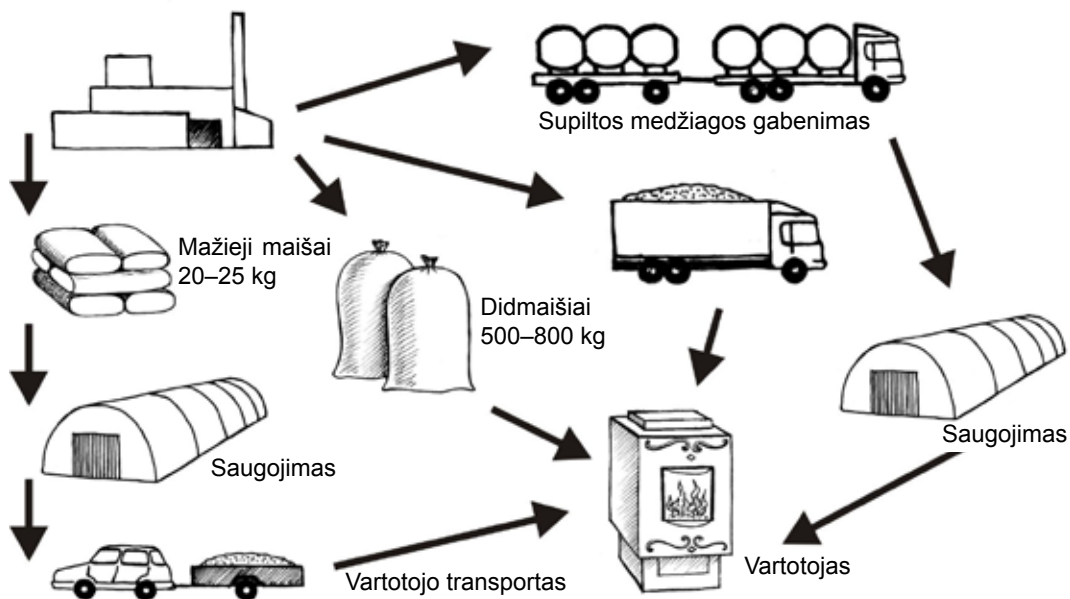 Supiltos medžiagos gabenimas
Mažieji maišai
20–25 kg
Didmaišiai
500–800 kg
Saugojimas
Saugojimas
Vartotojo transportas
Vartotojas